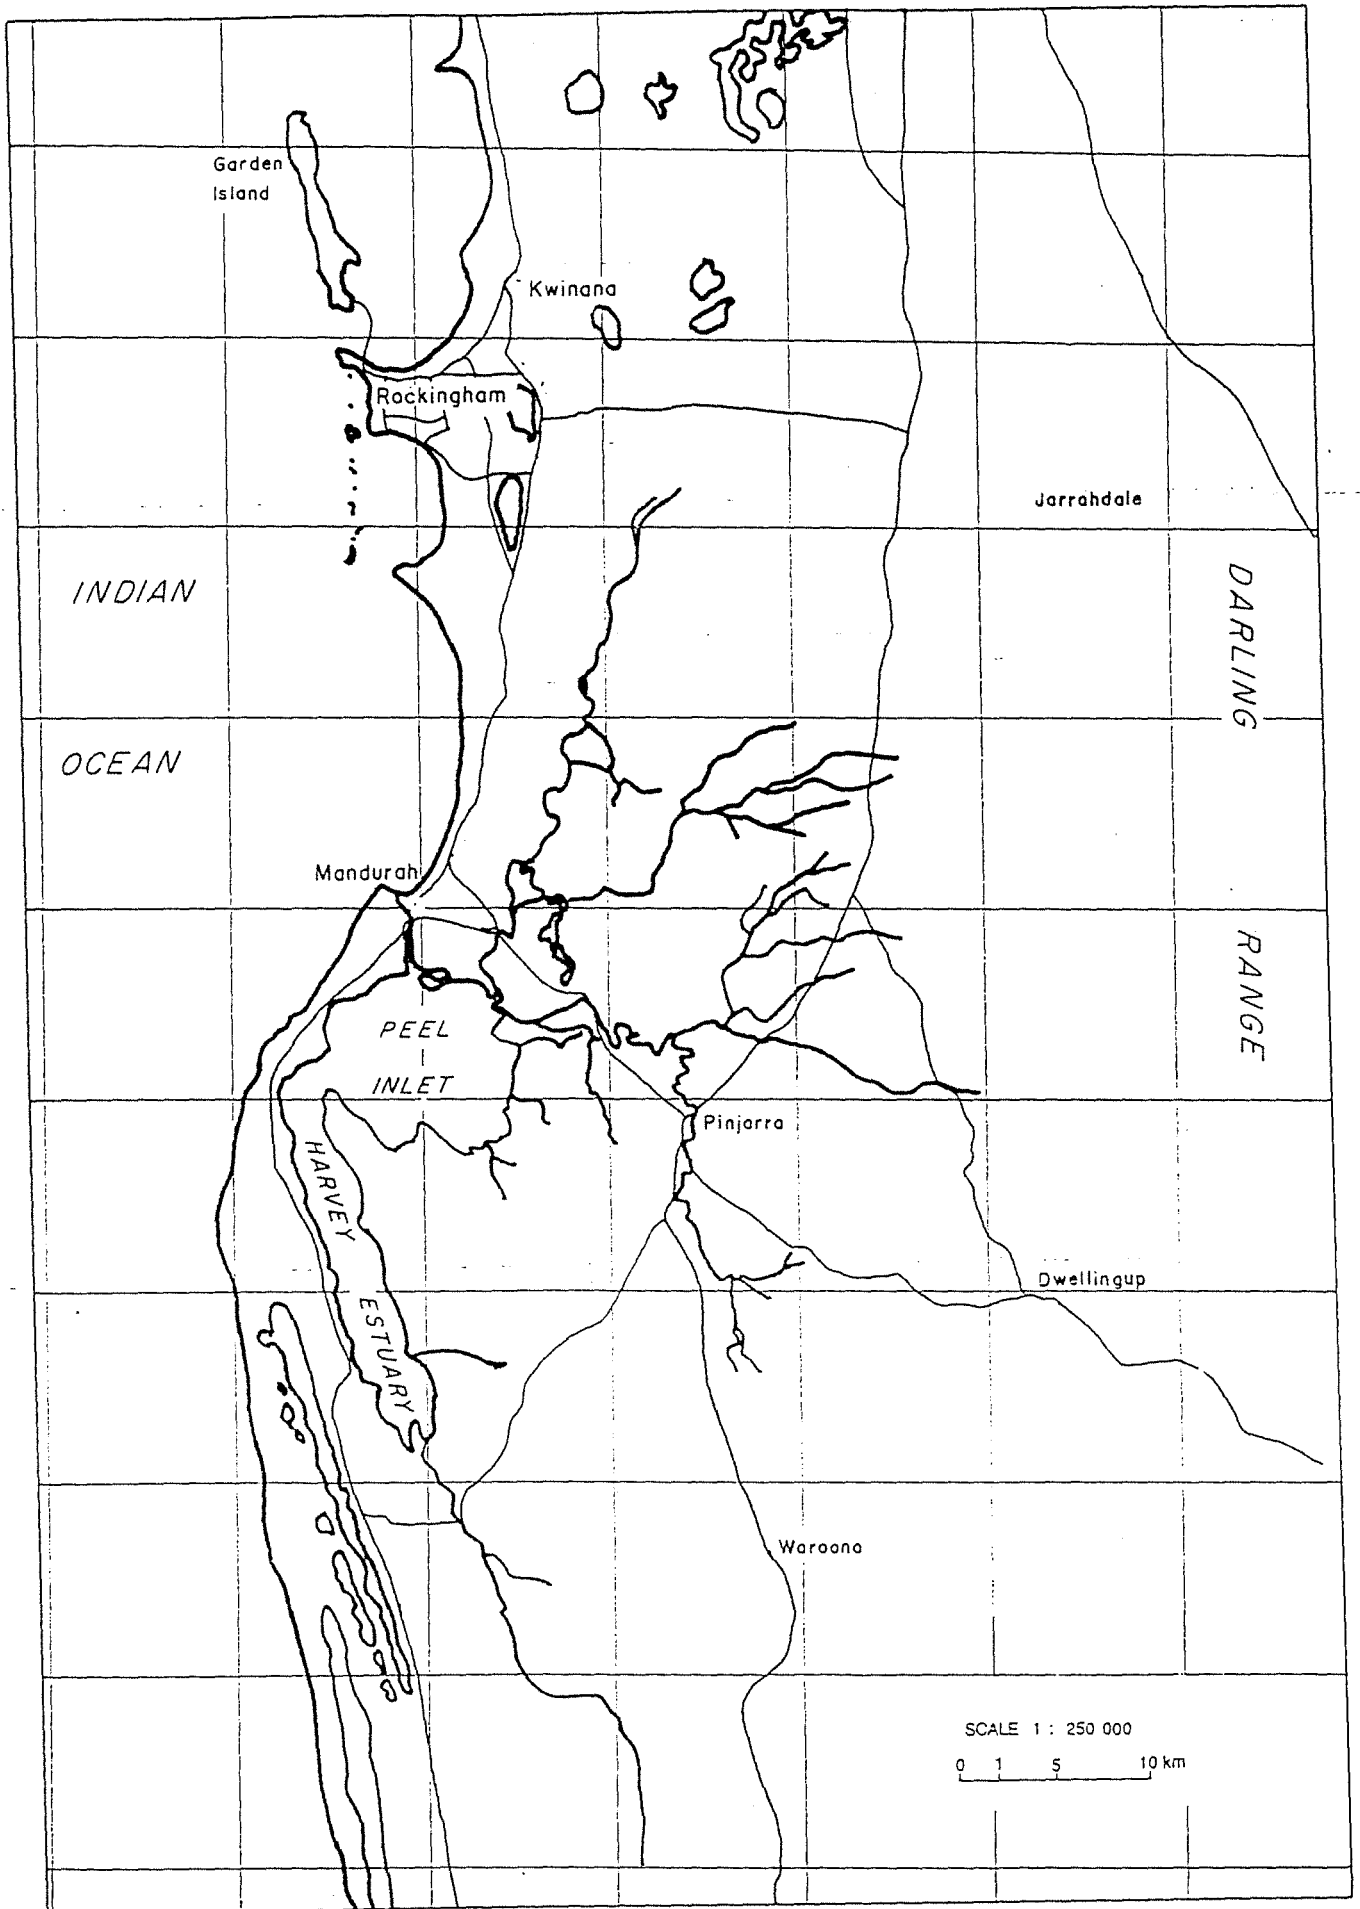 Garden
Island
Kwinana
Rockingham
Jarrahdale
INDIAN
DARLING
OCEAN
Mandurah
RANGE
PEEL
INLET
Pinjarra
HARVEY
Dwellingup
ESTUARY
Waroona
SCALE 1 : 250 000
0 1 5 10 km